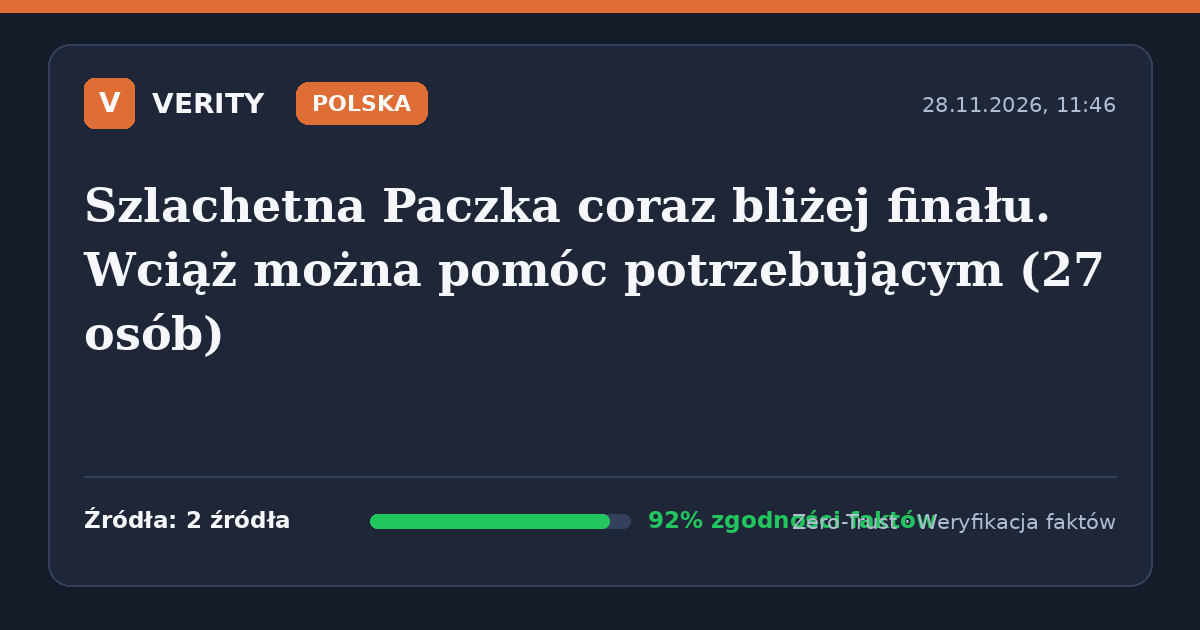 V VERITY POLSKA 28.11.2026, 11:46
Szlachetna Paczka coraz bliżej finału.
Wciąż można pomóc potrzebującym (27
osób)
Źródła: 2 źródła 92% zgodności faktów Zero-Trust · Weryfikacja faktów